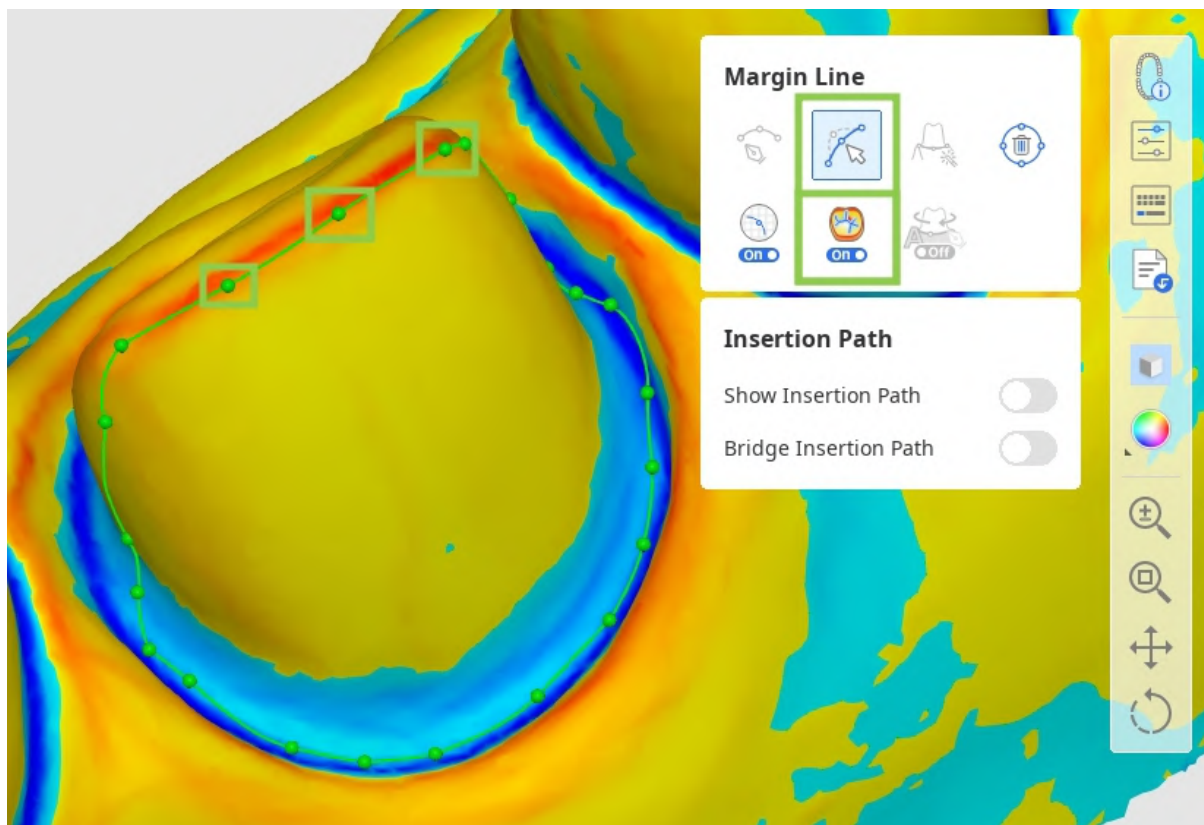 Margin Line
On
On
A
Off
Insertion Path
Show Insertion Path
Bridge Insertion Path